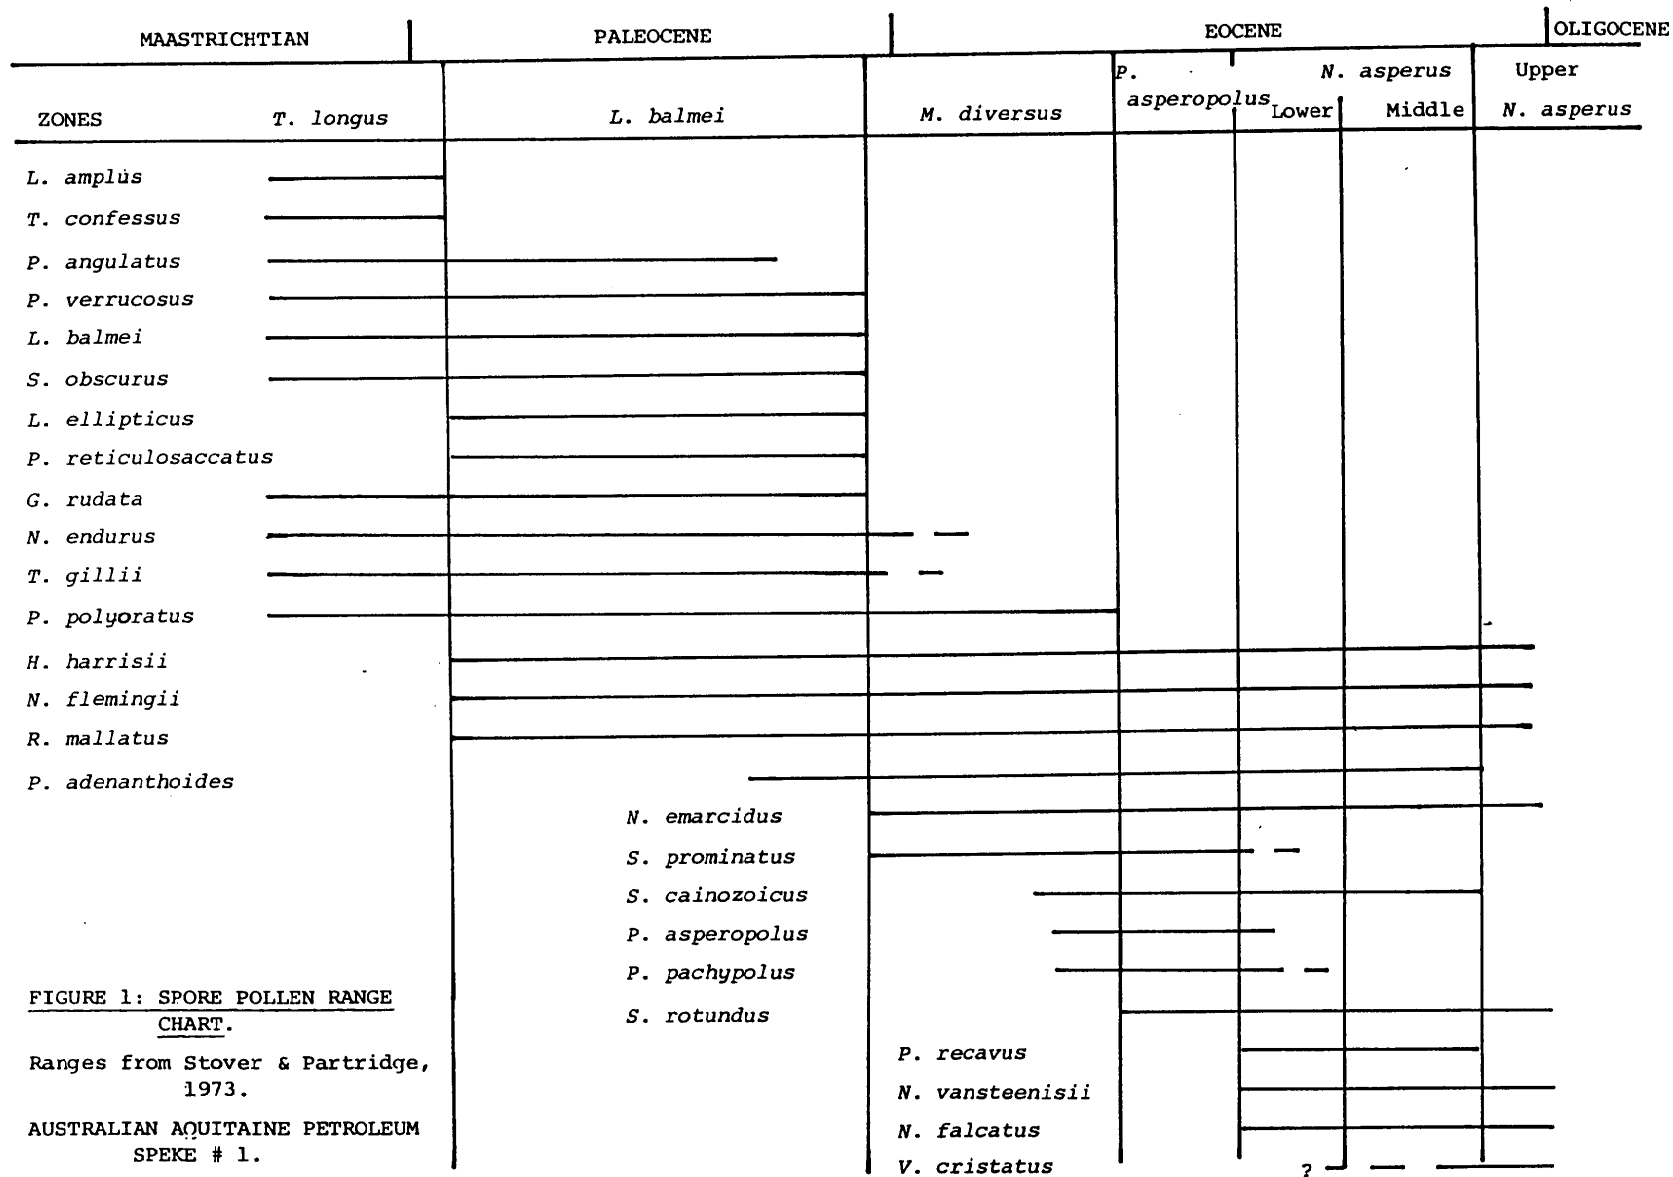 MAASTRICHTIAN PALEOCENE EOCENE OLIGOCENE
P. N. asperus Upper
asperopolus
ZONES T. longus L. balmei M. diversus Lower Middle N. asperus
L. amplus
T. confessus
P. angulatus
P. verrucosus
L. balmei
S. obscurus
L. ellipticus
P. reticulosaccatus
G. rudata
N. endurus
T. gillii
P. polyoratus
H. harrisii
N. flemingii
R. mallatus
P. adenanthoides
N. emarcidus
S. prominatus
S. cainozoicus
P. asperopolus
P. pachypolus
S. rotundus
P. recavus
N. vansteenisii
N. falcatus
V. cristatus ?
FIGURE 1: SPORE POLLEN RANGE
CHART.
Ranges from Stover & Partridge,
1973.
AUSTRALIAN AQUITAINE PETROLEUM
SPEKE # 1.